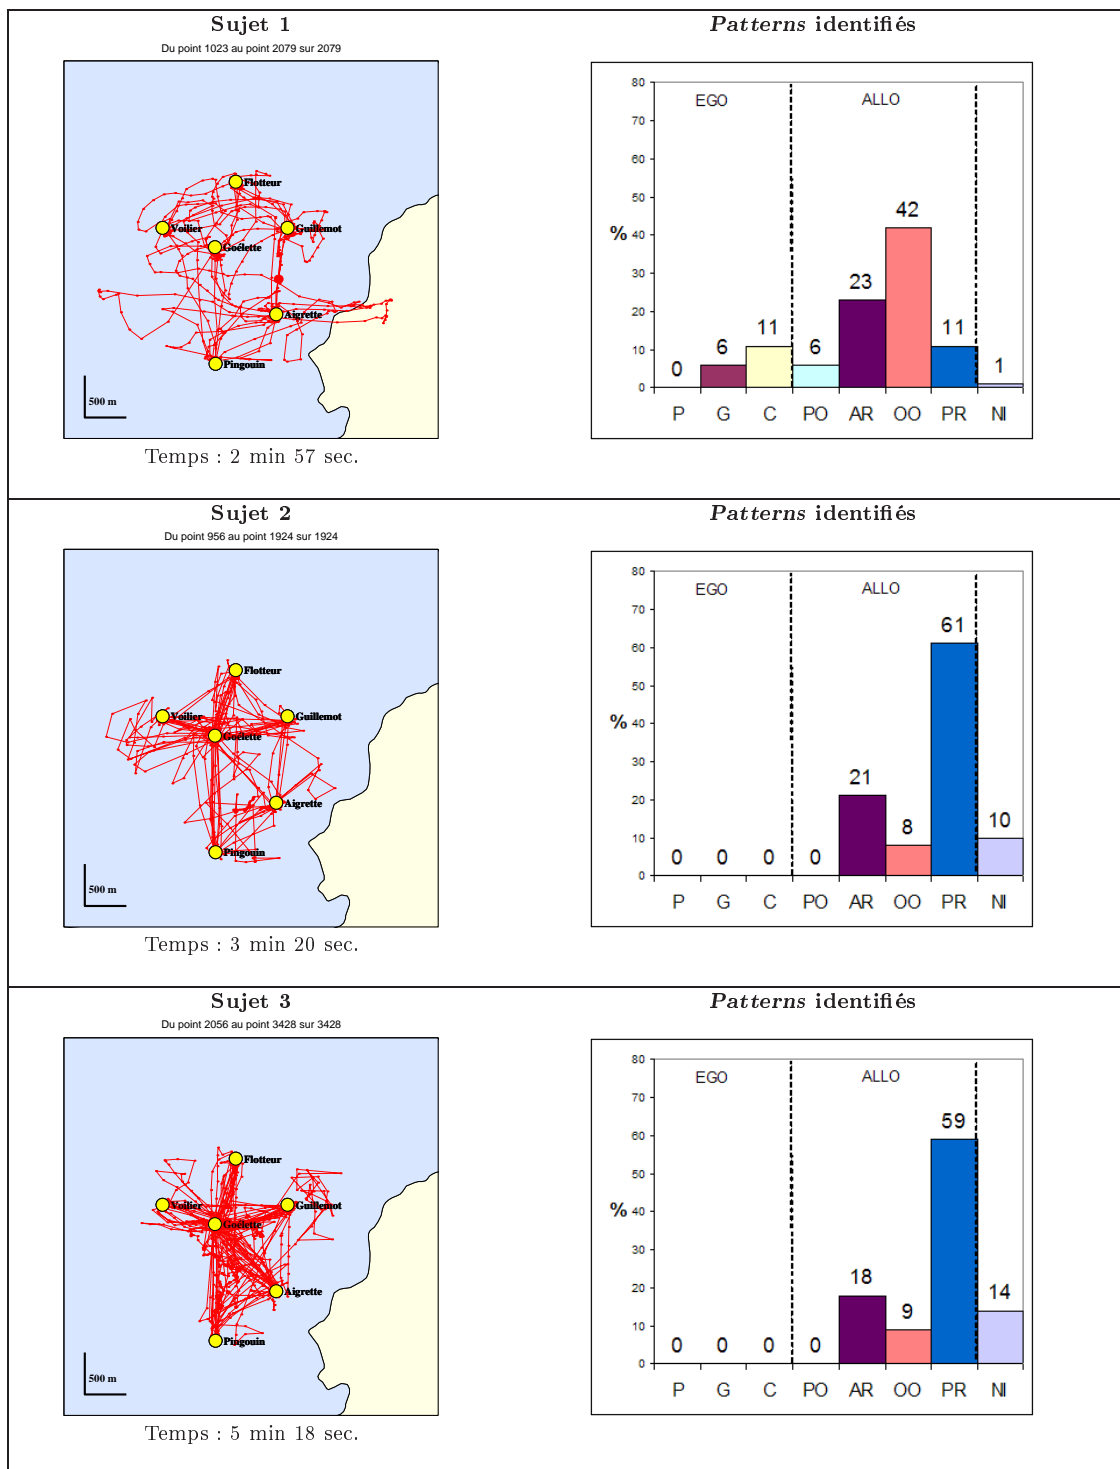 Sujet 1
Du point 1023 au point 2079 sur 2079
Flotteur
Voilier
Guillemot
Goélette
Aigrette
Pingouin
500 m
Temps : 2 min 57 sec.
Patterns identifiés
EGO ALLO
80
70
60
50
40
30
20
10
0
%
0 6 11 6 23 42 11 1
P G C PO AR OO PR NI
Sujet 2
Du point 956 au point 1924 sur 1924
Flotteur
Voilier
Guillemot
Goélette
Aigrette
Pingouin
500 m
Temps : 3 min 20 sec.
Patterns identifiés
EGO ALLO
80
70
60
50
40
30
20
10
0
%
0 0 0 0 21 8 61 10
P G C PO AR OO PR NI
Sujet 3
Du point 2056 au point 3428 sur 3428
Flotteur
Voilier
Guillemot
Goélette
Aigrette
Pingouin
500 m
Temps : 5 min 18 sec.
Patterns identifiés
EGO ALLO
80
70
60
50
40
30
20
10
0
%
0 0 0 0 18 9 59 14
P G C PO AR OO PR NI